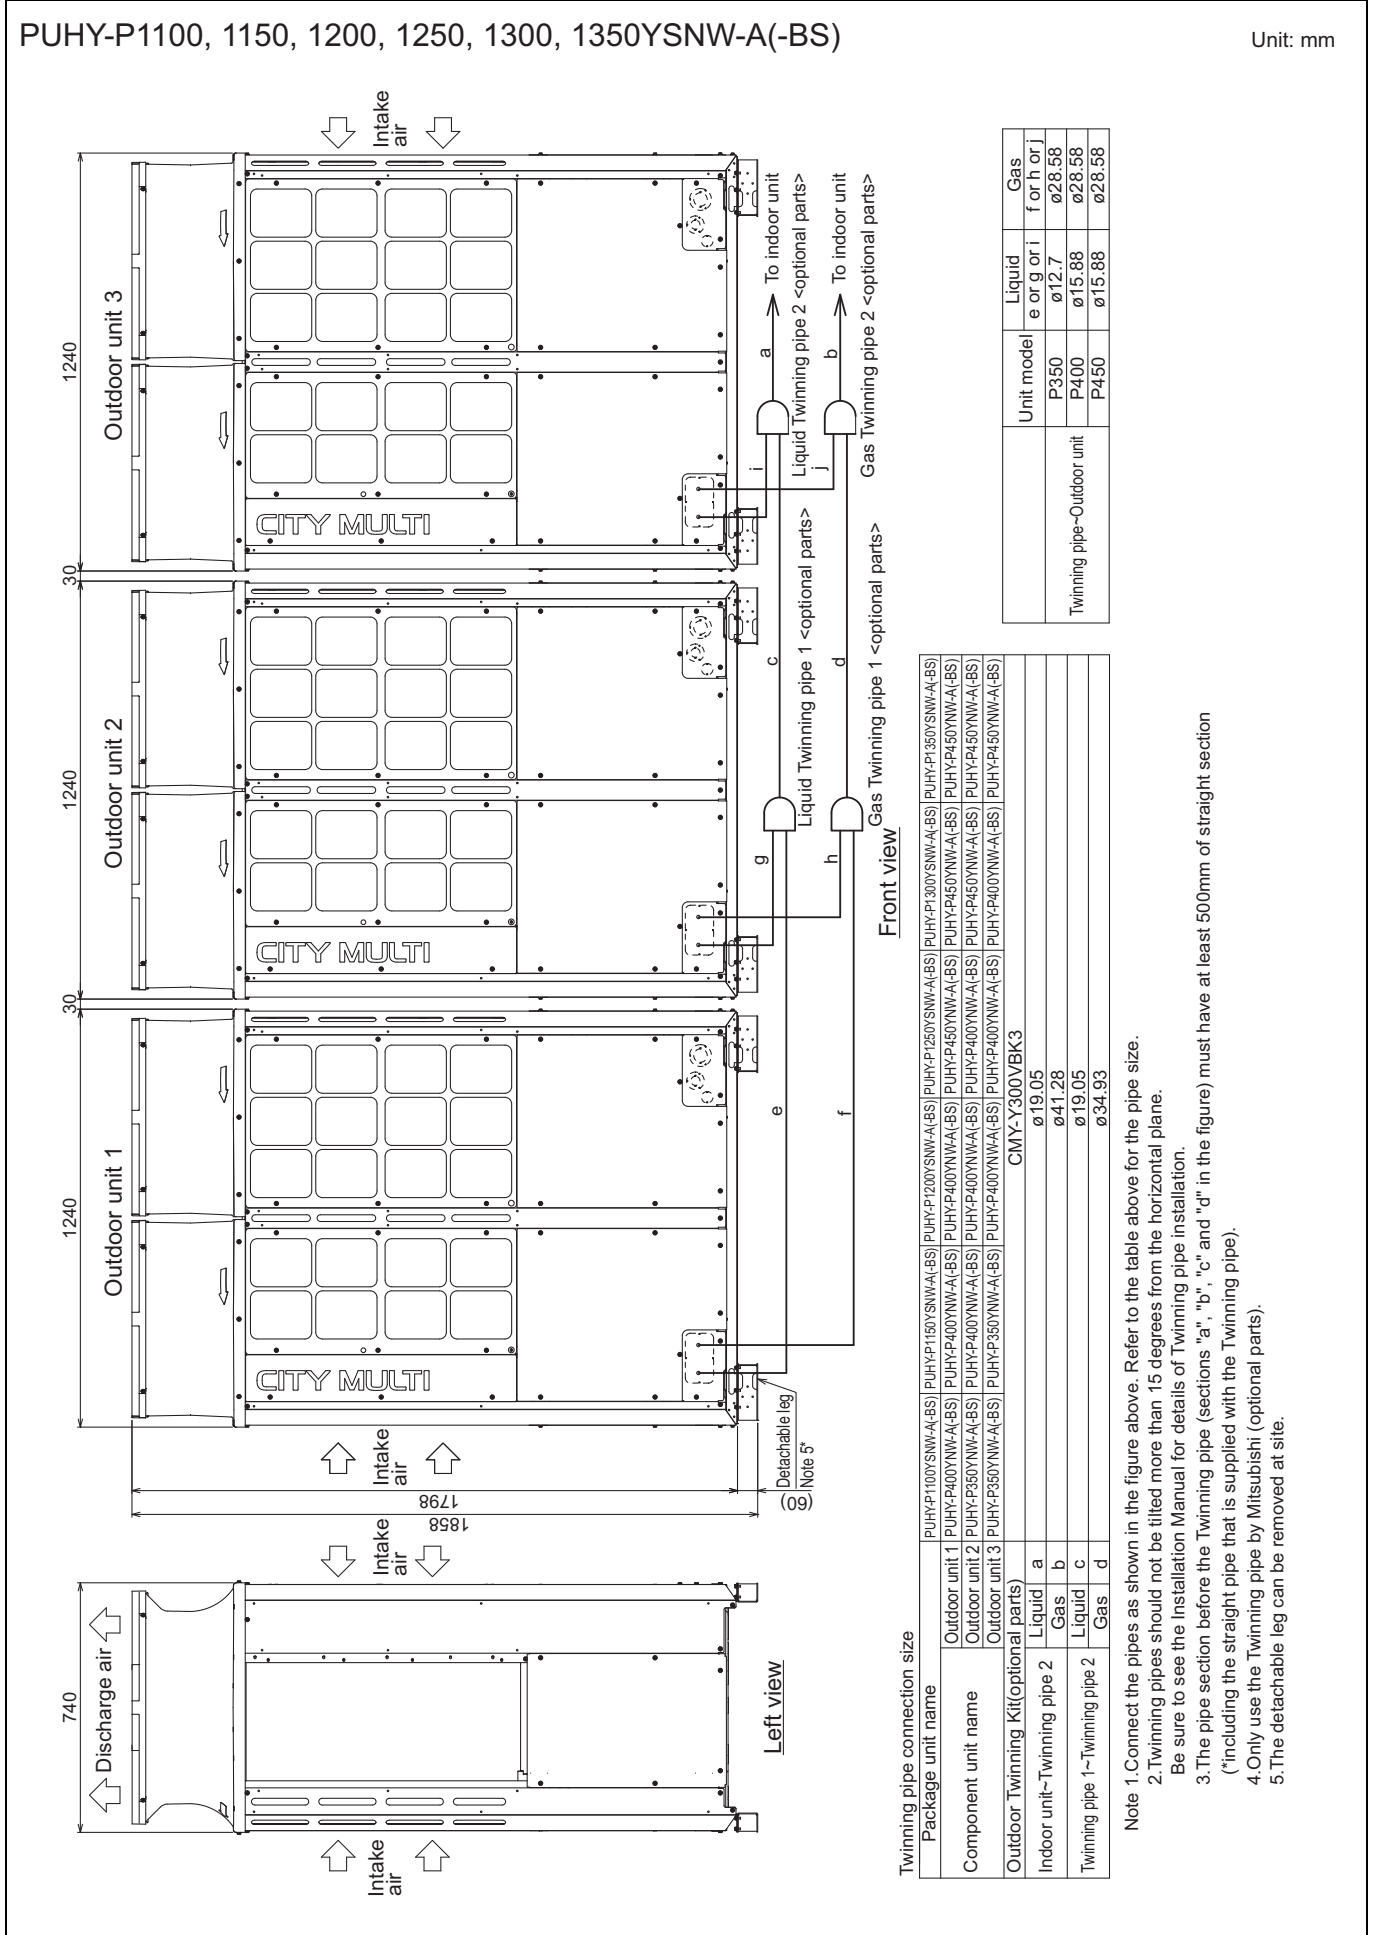 PUHY-P1100, 1150, 1200, 1250, 1300, 1350YSNW-A(-BS)
Unit: mm
740
Discharge air
Intake
air
Intake
air
Left view
1858
1798
(60)
Detachable leg
Note 5*
Intake
air
1240
30
1240
30
1240
Outdoor unit 1
Outdoor unit 2
Outdoor unit 3
CITY MULTI
CITY MULTI
CITY MULTI
Intake
air
e
f
g
h
c
d
i
j
a
b
To indoor unit
To indoor unit
Liquid Twinning pipe 1 <optional parts>
Gas Twinning pipe 1 <optional parts>
Liquid Twinning pipe 2 <optional parts>
Gas Twinning pipe 2 <optional parts>
Front view
Twinning pipe connection size
Package unit name PUHY-P1100YSNW-A(-BS) PUHY-P1150YSNW-A(-BS) PUHY-P1200YSNW-A(-BS) PUHY-P1250YSNW-A(-BS) PUHY-P1300YSNW-A(-BS) PUHY-P1350YSNW-A(-BS)
Component unit name
Outdoor unit 1 PUHY-P400YNW-A(-BS) PUHY-P400YNW-A(-BS) PUHY-P400YNW-A(-BS) PUHY-P450YNW-A(-BS) PUHY-P450YNW-A(-BS) PUHY-P450YNW-A(-BS)
Outdoor unit 2 PUHY-P350YNW-A(-BS) PUHY-P400YNW-A(-BS) PUHY-P400YNW-A(-BS) PUHY-P400YNW-A(-BS) PUHY-P450YNW-A(-BS) PUHY-P450YNW-A(-BS)
Outdoor unit 3 PUHY-P350YNW-A(-BS) PUHY-P350YNW-A(-BS) PUHY-P400YNW-A(-BS) PUHY-P400YNW-A(-BS) PUHY-P400YNW-A(-BS) PUHY-P450YNW-A(-BS)
Outdoor Twinning Kit(optional parts) CMY-Y300VBK3
Indoor unit~Twinning pipe 2 Liquid a ø19.05
Gas b ø41.28
Twinning pipe 1~Twinning pipe 2 Liquid c ø19.05
Gas d ø34.93
Unit model Liquid Gas
e or g or i f or h or j
Twinning pipe~Outdoor unit
P350 ø12.7 ø28.58
P400 ø15.88 ø28.58
P450 ø15.88 ø28.58
Note 1.Connect the pipes as shown in the figure above. Refer to the table above for the pipe size.
2.Twinning pipes should not be tilted more than 15 degrees from the horizontal plane.
Be sure to see the Installation Manual for details of Twinning pipe installation.
3.The pipe section before the Twinning pipe (sections "a", "b", "c" and "d" in the figure) must have at least 500mm of straight section
(*including the straight pipe that is supplied with the Twinning pipe).
4.Only use the Twinning pipe by Mitsubishi (optional parts).
5.The detachable leg can be removed at site.